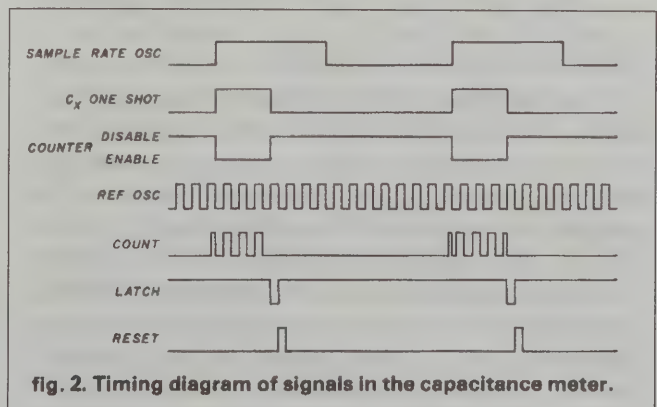 SAMPLE RATE OSC
Cx ONE SHOT
DISABLE
COUNTER
ENABLE
REF OSC
COUNT
LATCH
RESET
fig. 2. Timing diagram of signals in the capacitance meter.